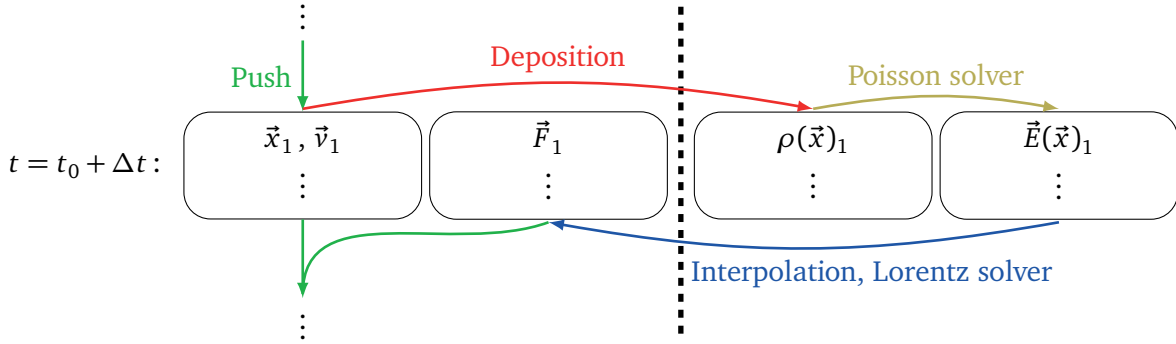 ⋮
Deposition
Push
Poisson solver
t = t₀ + Δt :
x⃗₁ , v⃗₁
⋮
F⃗₁
⋮
ρ(x⃗)₁
⋮
E⃗(x⃗)₁
⋮
Interpolation, Lorentz solver
⋮